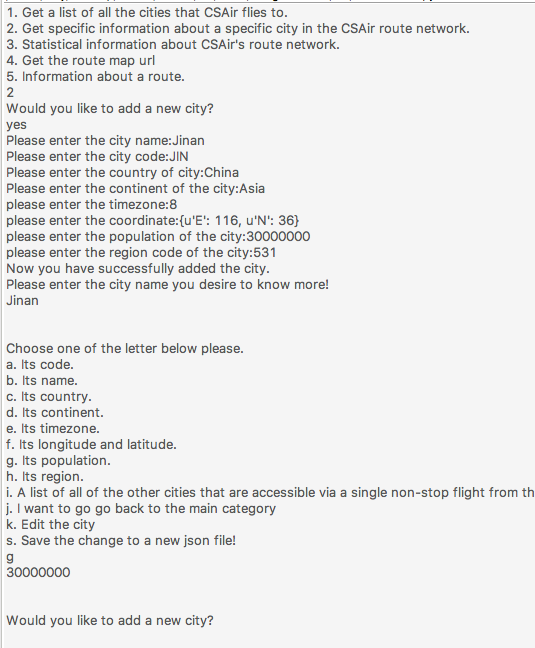 1. Get a list of all the cities that CSAir flies to.
2. Get specific information about a specific city in the CSAir route network.
3. Statistical information about CSAir's route network.
4. Get the route map url
5. Information about a route.
2
Would you like to add a new city?
yes
Please enter the city name:Jinan
Please enter the city code:JIN
Please enter the country of city:China
Please enter the continent of the city:Asia
please enter the timezone:8
please enter the coordinate:{u'E': 116, u'N': 36}
please enter the population of the city:30000000
please enter the region code of the city:531
Now you have successfully added the city.
Please enter the city name you desire to know more!
Jinan
Choose one of the letter below please.
a. Its code.
b. Its name.
c. Its country.
d. Its continent.
e. Its timezone.
f. Its longitude and latitude.
g. Its population.
h. Its region.
i. A list of all of the other cities that are accessible via a single non-stop flight from th
j. I want to go go back to the main category
k. Edit the city
s. Save the change to a new json file!
g
30000000
Would you like to add a new city?